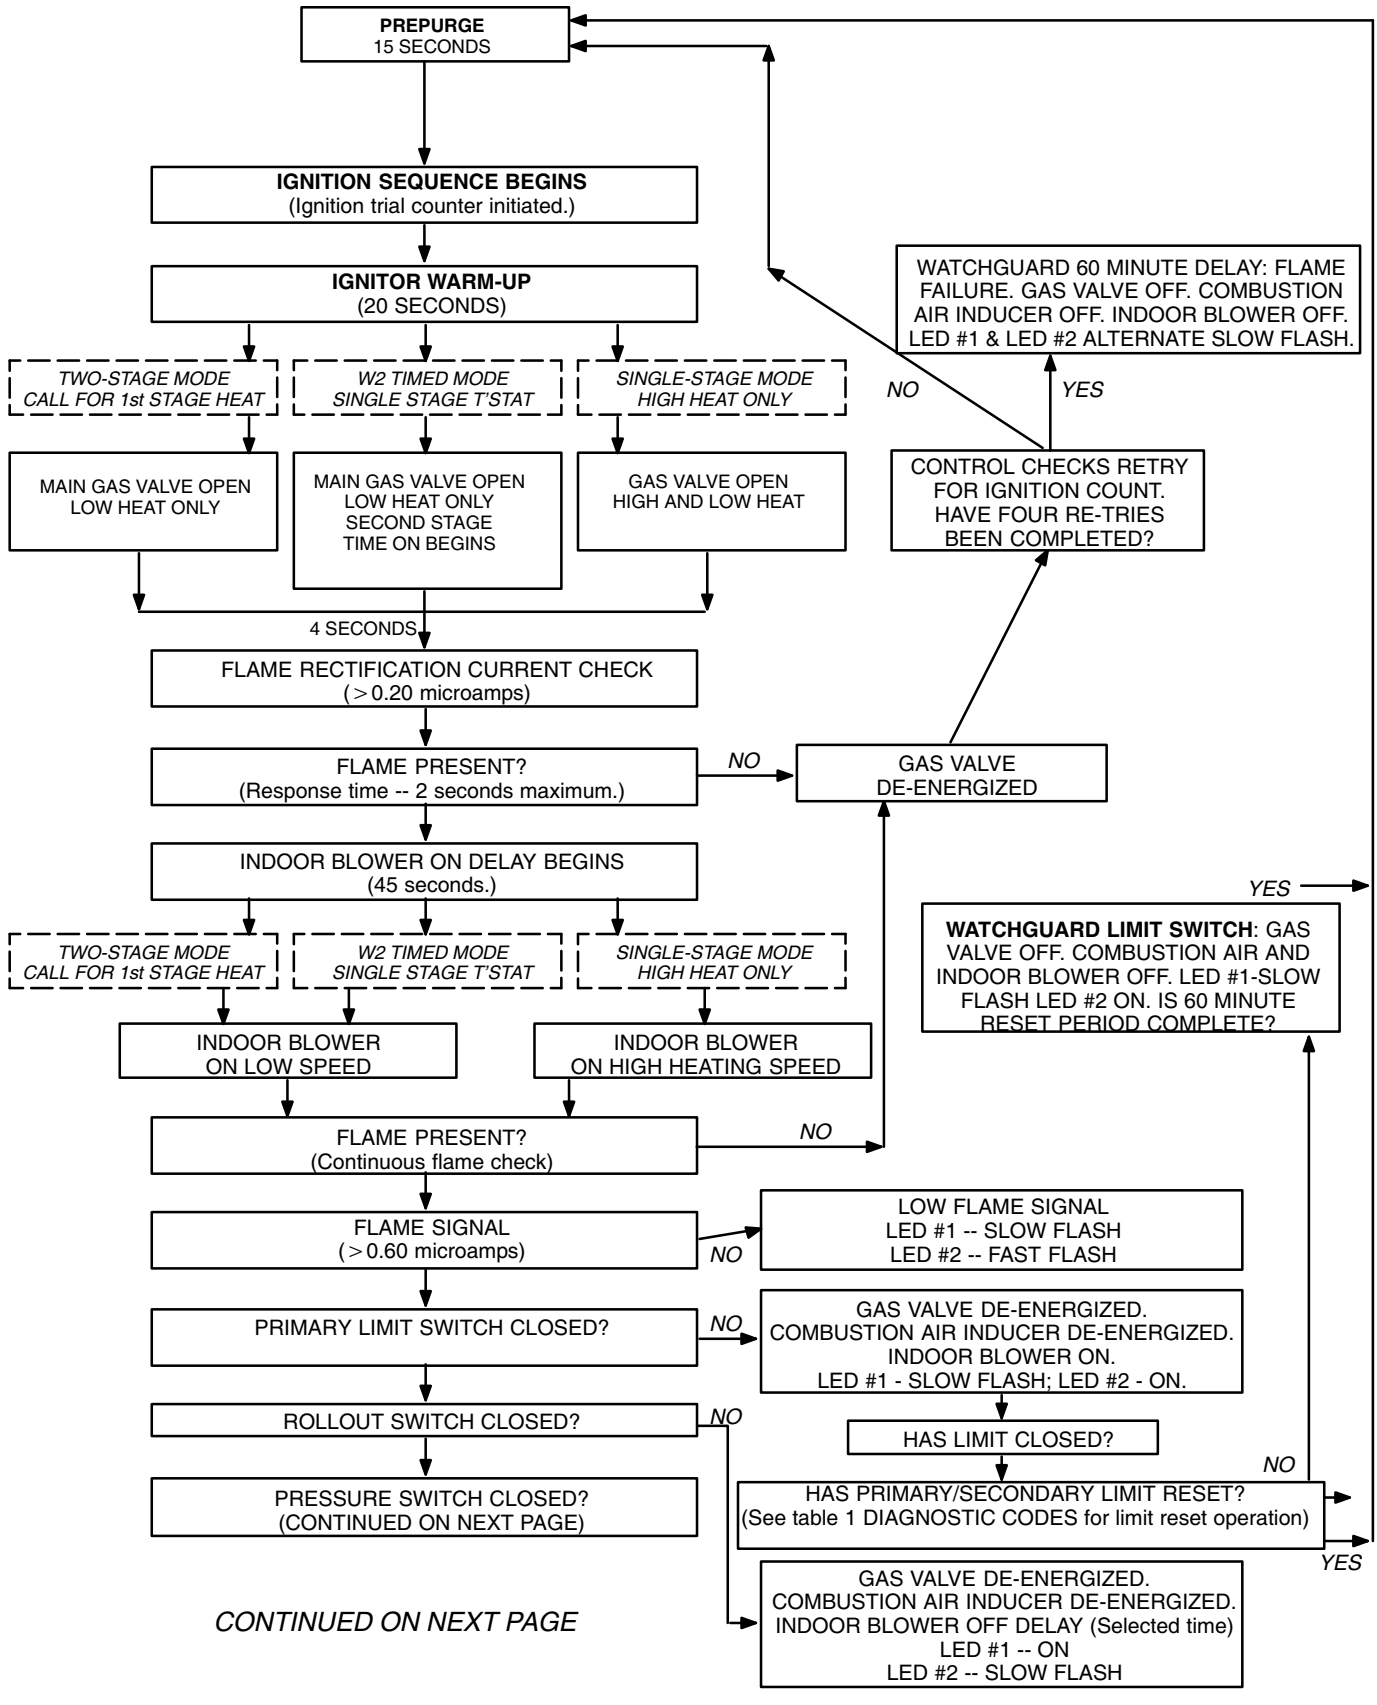 PREPURGE
15 SECONDS
IGNITION SEQUENCE BEGINS
(Ignition trial counter initiated.)
IGNITOR WARM-UP
(20 SECONDS)
WATCHGUARD 60 MINUTE DELAY: FLAME
FAILURE. GAS VALVE OFF. COMBUSTION
AIR INDUCER OFF. INDOOR BLOWER OFF.
LED #1 & LED #2 ALTERNATE SLOW FLASH.
TWO-STAGE MODE
CALL FOR 1st STAGE HEAT
W2 TIMED MODE
SINGLE STAGE T'STAT
SINGLE-STAGE MODE
HIGH HEAT ONLY
NO
YES
MAIN GAS VALVE OPEN
LOW HEAT ONLY
MAIN GAS VALVE OPEN
LOW HEAT ONLY
SECOND STAGE
TIME ON BEGINS
GAS VALVE OPEN
HIGH AND LOW HEAT
CONTROL CHECKS RETRY
FOR IGNITION COUNT.
HAVE FOUR RE-TRIES
BEEN COMPLETED?
4 SECONDS
FLAME RECTIFICATION CURRENT CHECK
(>0.20 microamps)
FLAME PRESENT?
(Response time -- 2 seconds maximum.)
NO
GAS VALVE
DE-ENERGIZED
INDOOR BLOWER ON DELAY BEGINS
(45 seconds.)
YES
TWO-STAGE MODE
CALL FOR 1st STAGE HEAT
W2 TIMED MODE
SINGLE STAGE T'STAT
SINGLE-STAGE MODE
HIGH HEAT ONLY
WATCHGUARD LIMIT SWITCH: GAS
VALVE OFF. COMBUSTION AIR AND
INDOOR BLOWER OFF. LED #1-SLOW
FLASH LED #2 ON. IS 60 MINUTE
RESET PERIOD COMPLETE?
INDOOR BLOWER
ON LOW SPEED
INDOOR BLOWER
ON HIGH HEATING SPEED
FLAME PRESENT?
(Continuous flame check)
NO
FLAME SIGNAL
(>0.60 microamps)
NO
LOW FLAME SIGNAL
LED #1 -- SLOW FLASH
LED #2 -- FAST FLASH
PRIMARY LIMIT SWITCH CLOSED?
NO
GAS VALVE DE-ENERGIZED.
COMBUSTION AIR INDUCER DE-ENERGIZED.
INDOOR BLOWER ON.
LED #1 - SLOW FLASH; LED #2 - ON.
ROLLOUT SWITCH CLOSED?
NO
HAS LIMIT CLOSED?
NO
PRESSURE SWITCH CLOSED?
(CONTINUED ON NEXT PAGE)
HAS PRIMARY/SECONDARY LIMIT RESET?
(See table 1 DIAGNOSTIC CODES for limit reset operation)
YES
GAS VALVE DE-ENERGIZED.
COMBUSTION AIR INDUCER DE-ENERGIZED.
INDOOR BLOWER OFF DELAY (Selected time)
LED #1 -- ON
LED #2 -- SLOW FLASH
CONTINUED ON NEXT PAGE